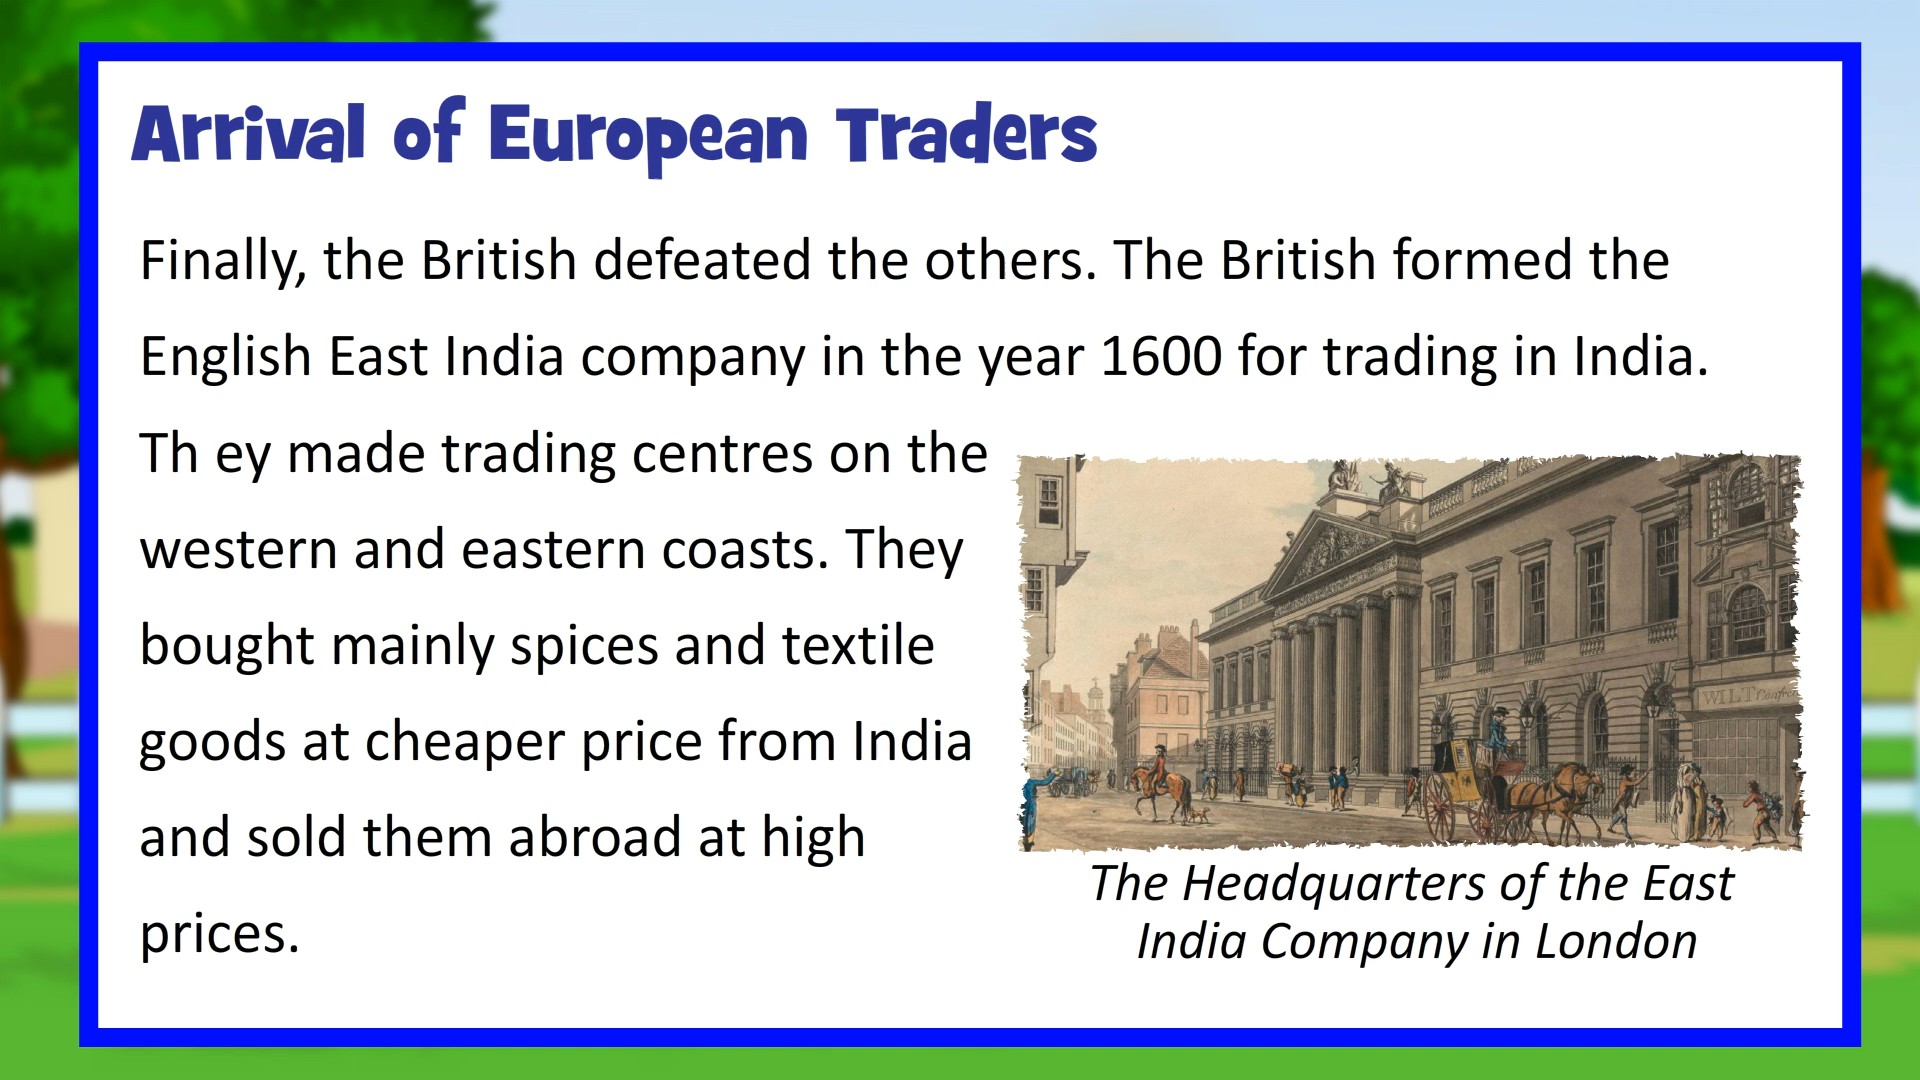 Arrival of European Traders
Finally, the British defeated the others. The British formed the
English East India company in the year 1600 for trading in India.
Th ey made trading centres on the
western and eastern coasts. They
bought mainly spices and textile
goods at cheaper price from India
and sold them abroad at high
prices.
WILT
The Headquarters of the East
India Company in London